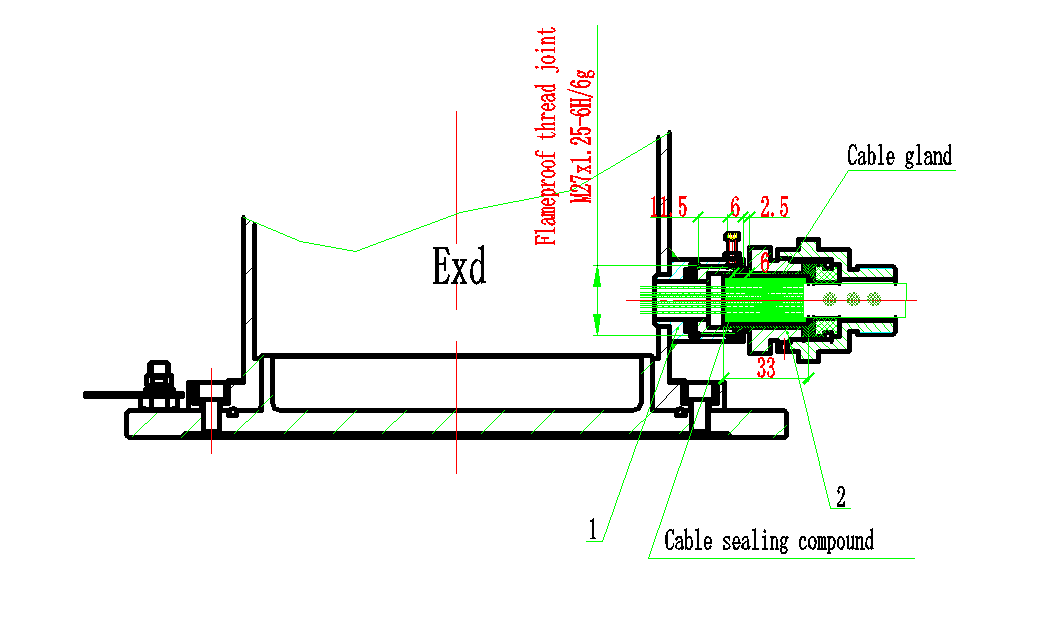 Flameproof thread joint
M27x1.25-6H/6g
Cable gland
11.5
6
2.5
6
Exd
33
2
1
Cable sealing compound